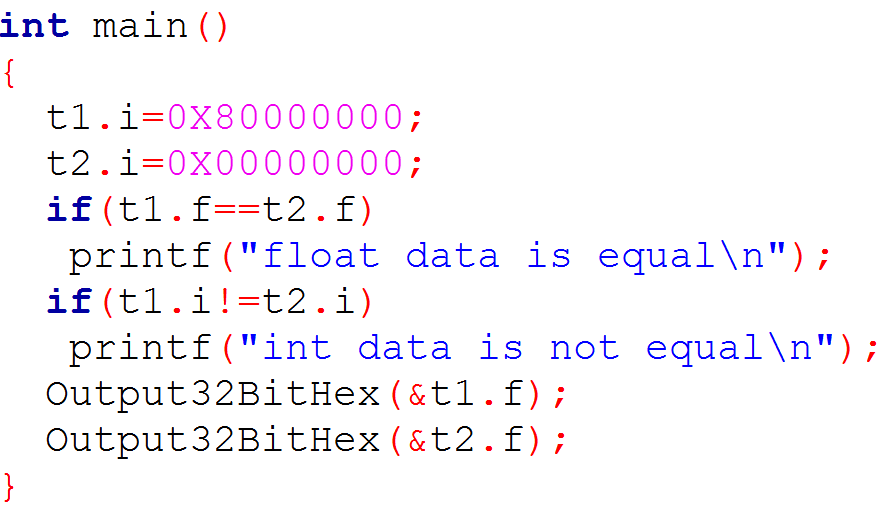 int main()
{
  t1.i=0X80000000;
  t2.i=0X00000000;
  if(t1.f==t2.f)
   printf("float data is equal\n");
  if(t1.i!=t2.i)
   printf("int data is not equal\n");
  Output32BitHex(&t1.f);
  Output32BitHex(&t2.f);
}